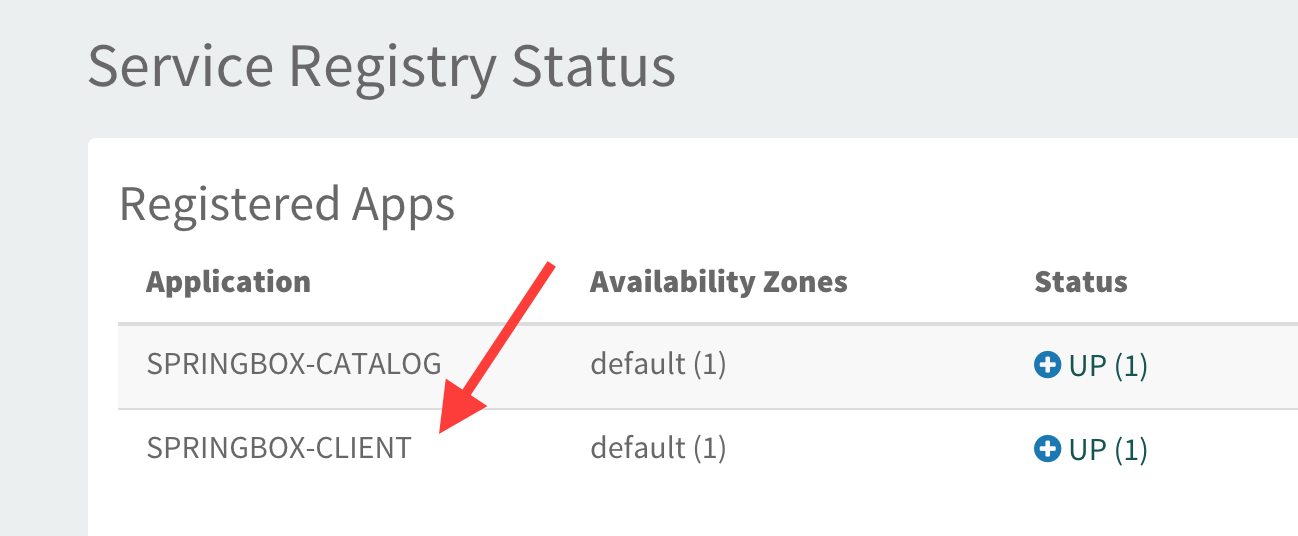 Service Registry Status
Registered Apps
Application Availability Zones Status
SPRINGBOX-CATALOG default (1) UP (1)
SPRINGBOX-CLIENT default (1) UP (1)